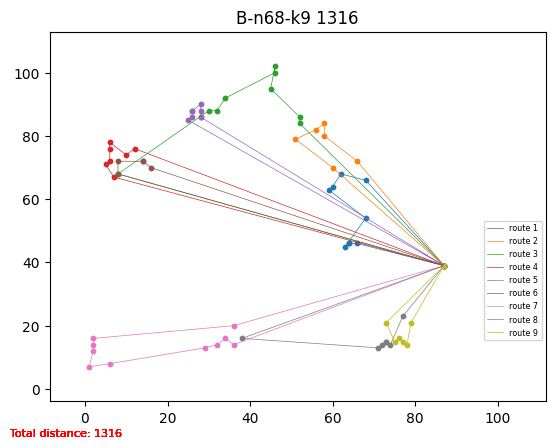 B-n68-k9 1316
100
80
60
40
20
0
0 20 40 60 80 100
route 1
route 2
route 3
route 4
route 5
route 6
route 7
route 8
route 9
Total distance: 1316